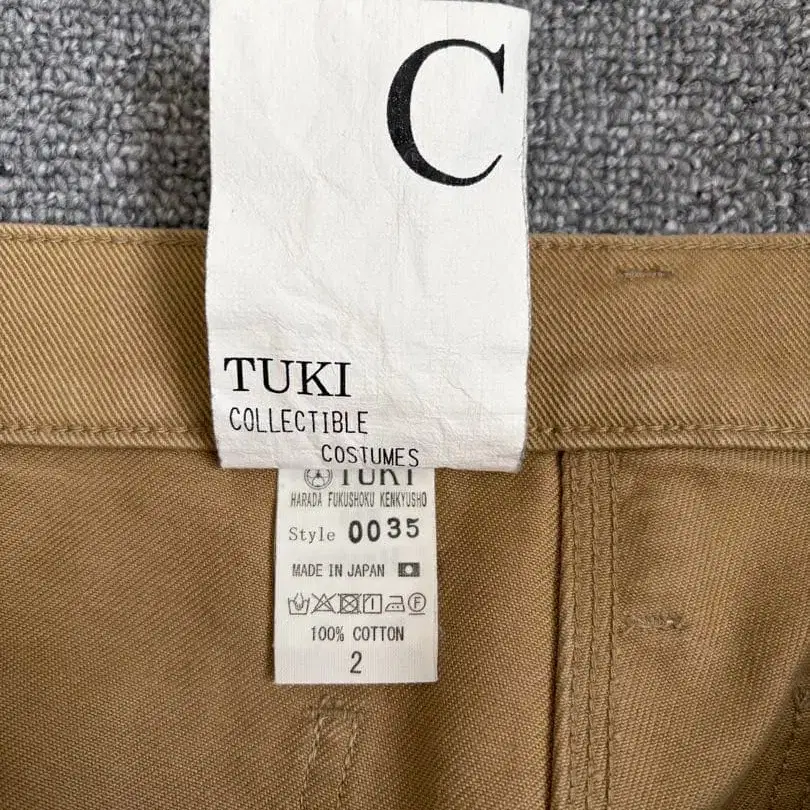 C
TUKI
COLLECTIBLE
COSTUMES
TUKI
HARADA FUKUSHOKU KENKYUSHO
Style 0035
MADE IN JAPAN
F
100% COTTON
2